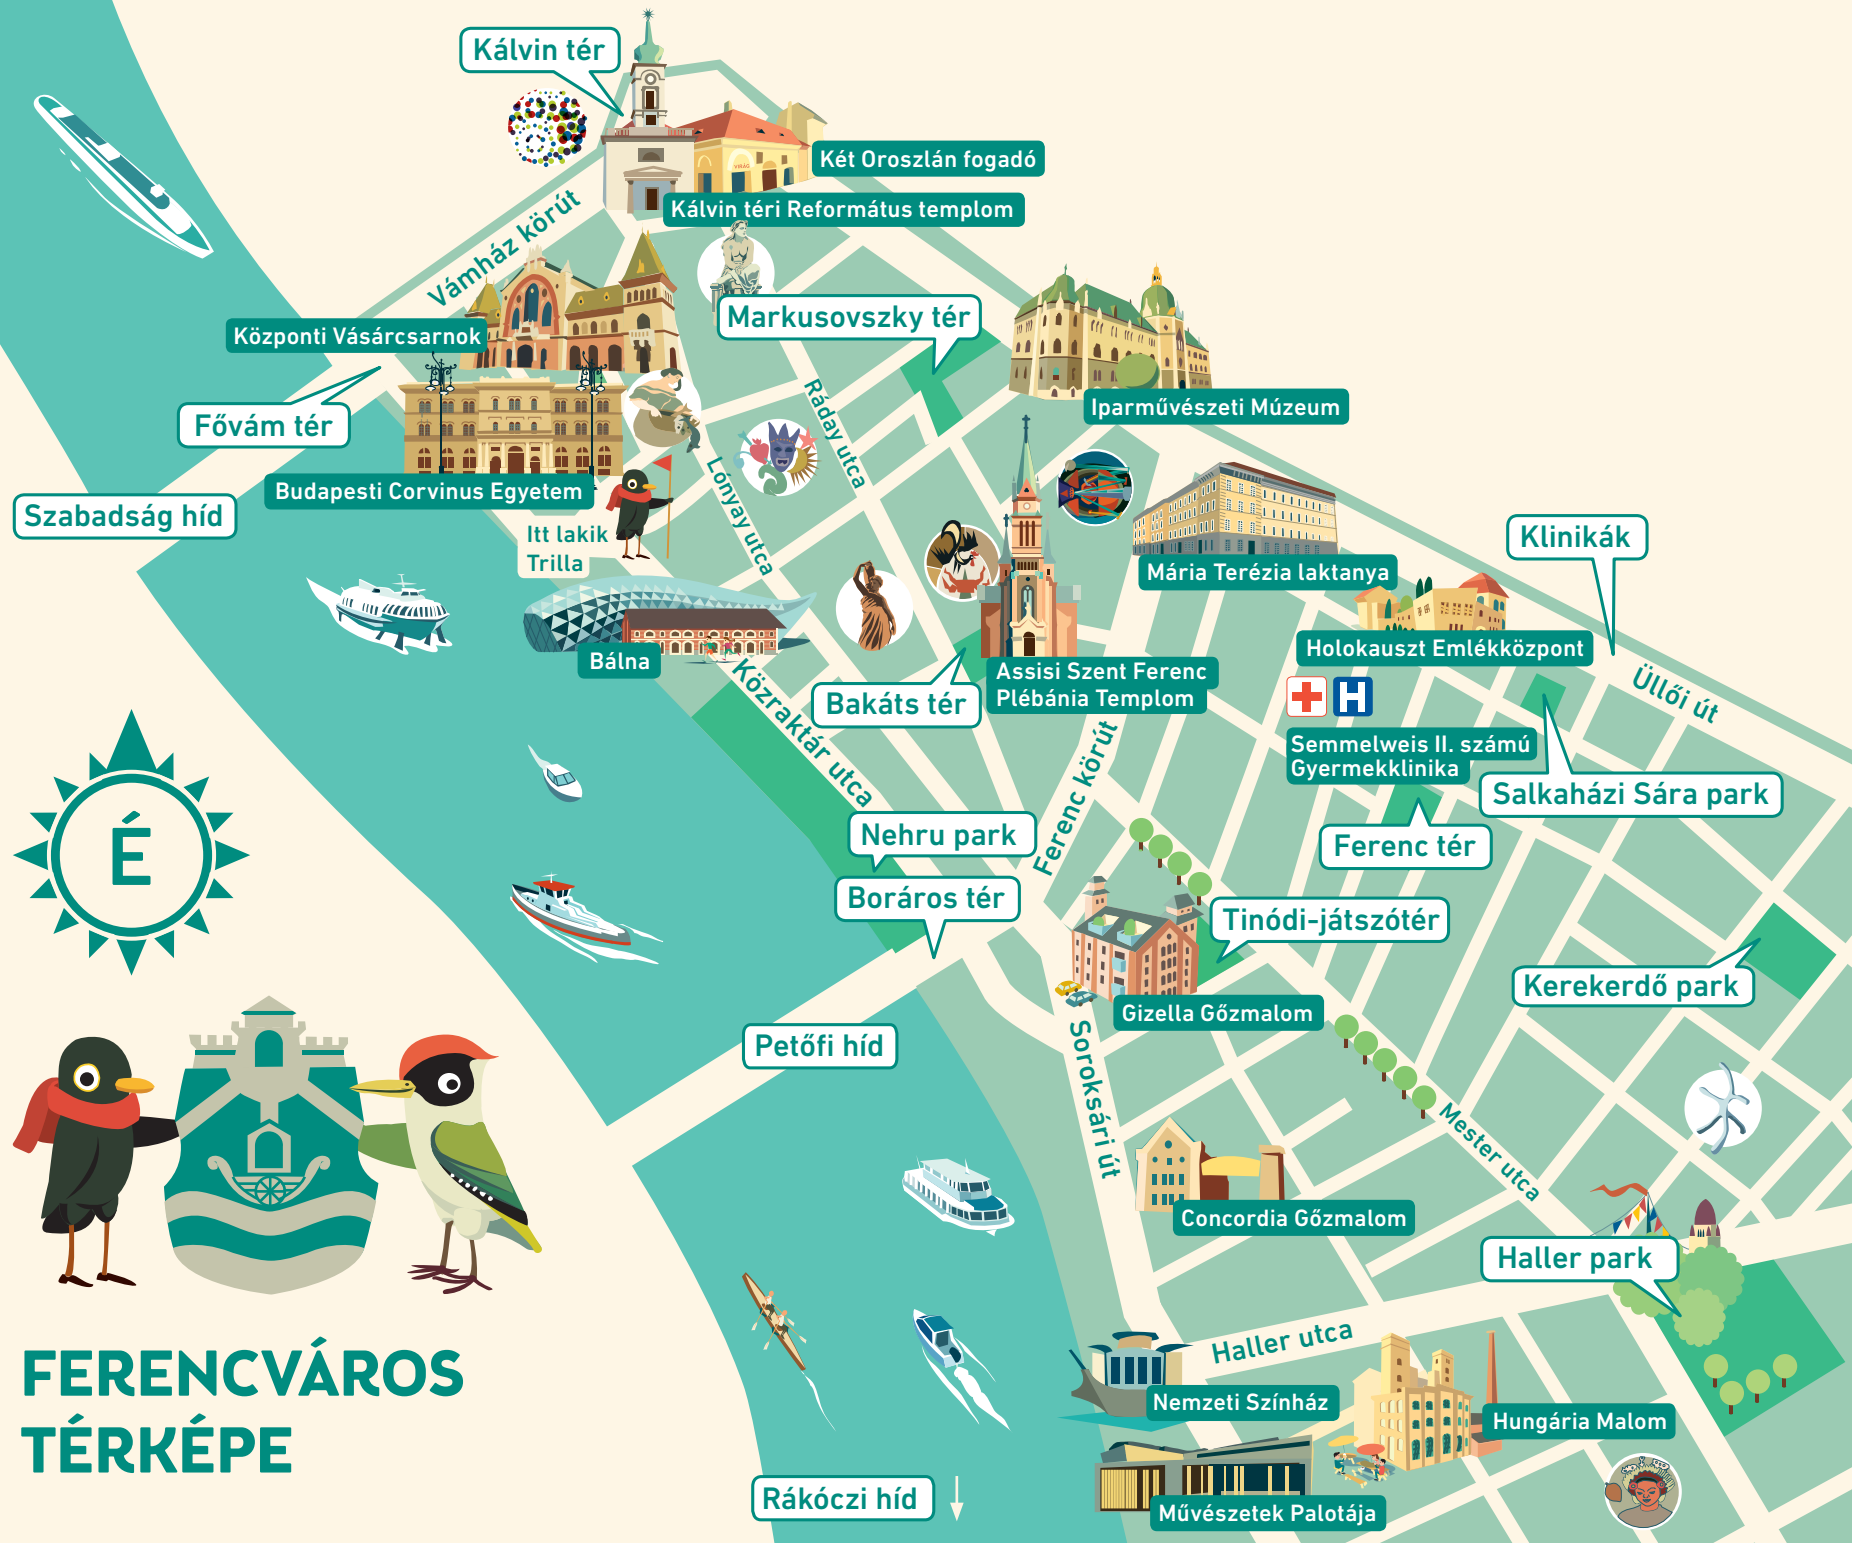 Kálvin tér
VIRÁG
Két Oroszlán fogadó
Kálvin téri Református templom
Vámház körút
Markusovszky tér
Központi Vásárcsarnok
Fővám tér
Ráday utca
Iparművészeti Múzeum
Budapesti Corvinus Egyetem
Szabadság híd
Lónyay utca
Itt lakik
Trilla
Klinikák
Mária Terézia laktanya
Holokauszt Emlékközpont
Bálna
Közraktár utca
Bakáts tér
Assisi Szent Ferenc
Plébánia Templom
H
Üllői út
Semmelweis II. számú
Gyermekklinika
Salkaházi Sára park
Ferenc körút
Nehru park
Ferenc tér
É
Boráros tér
Tinódi-játszótér
Kerekerdő park
Gizella Gőzmalom
Petőfi híd
Soroksári út
Mester utca
Concordia Gőzmalom
Haller park
Haller utca
FERENCVÁROS
TÉRKÉPE
Nemzeti Színház
Hungária Malom
Rákóczi híd
Művészetek Palotája